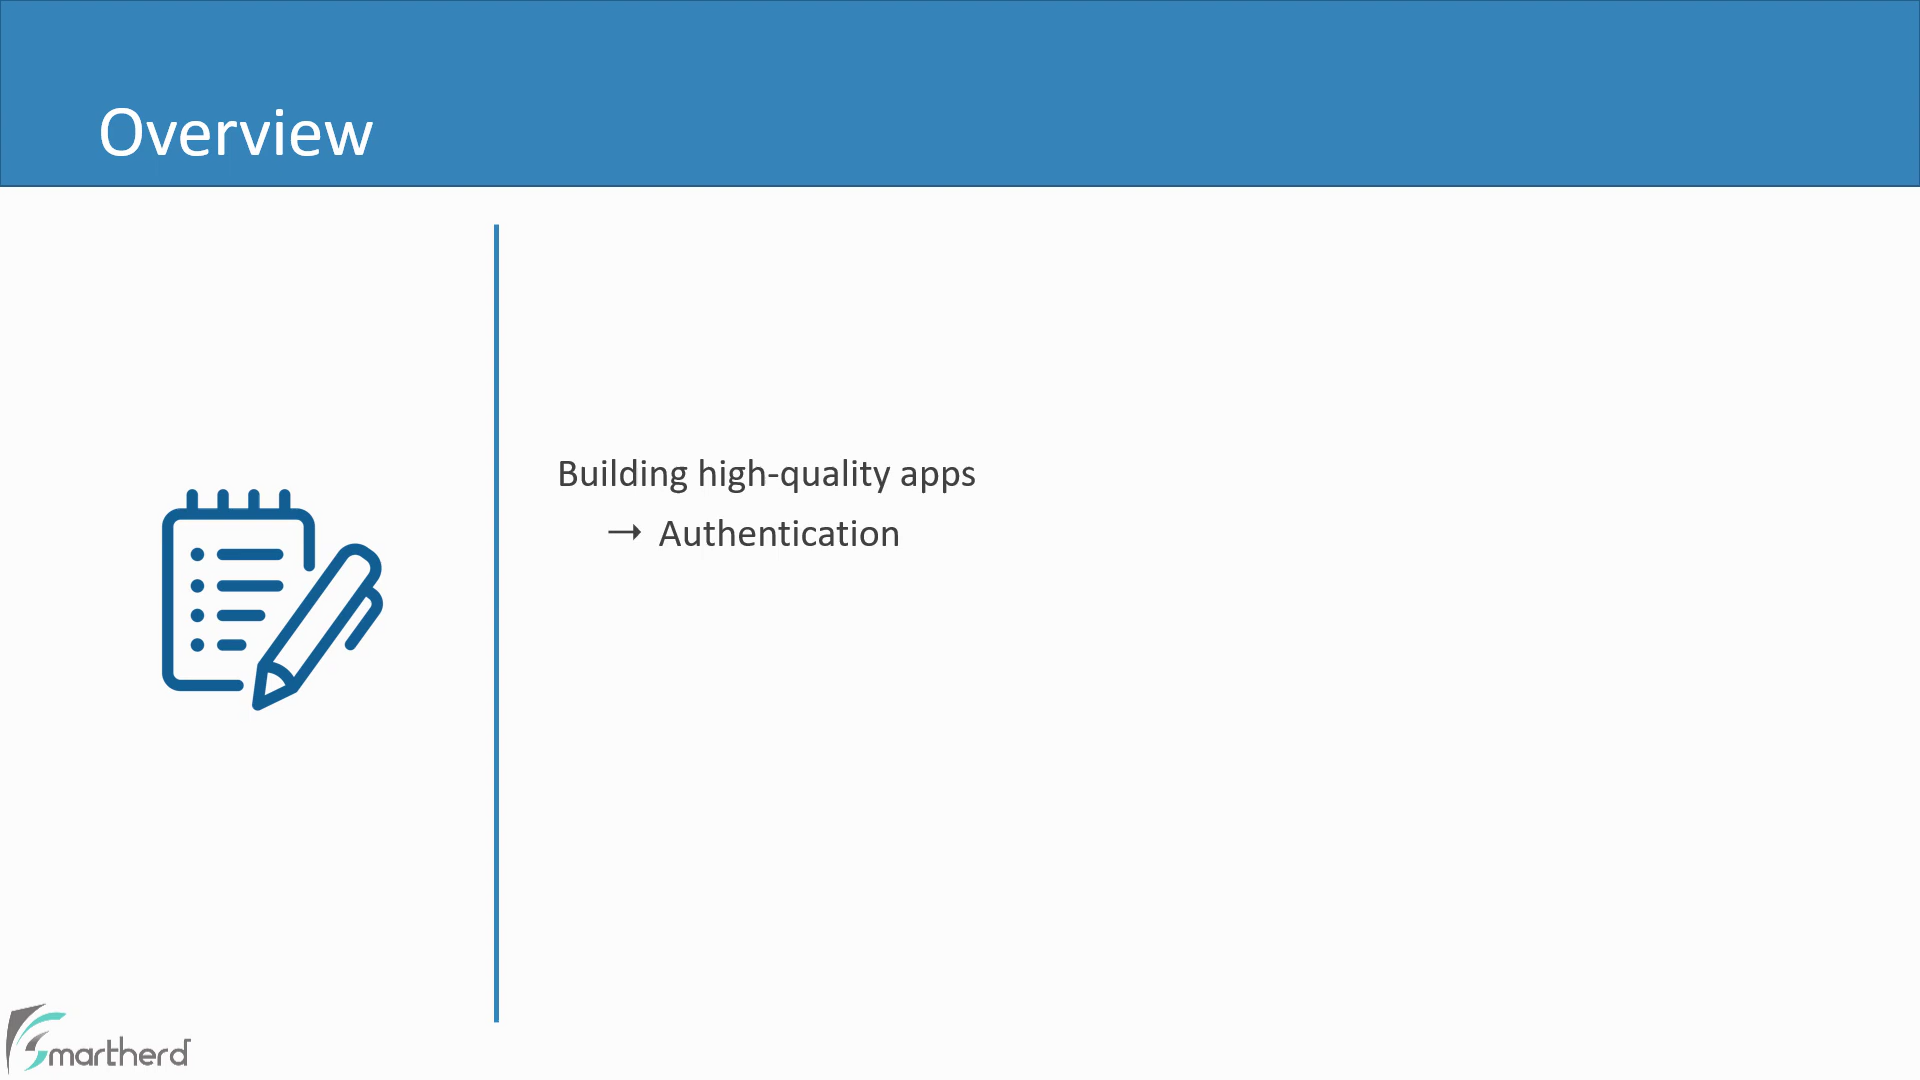 Overview
Building high-quality apps
→ Authentication
Smartherd